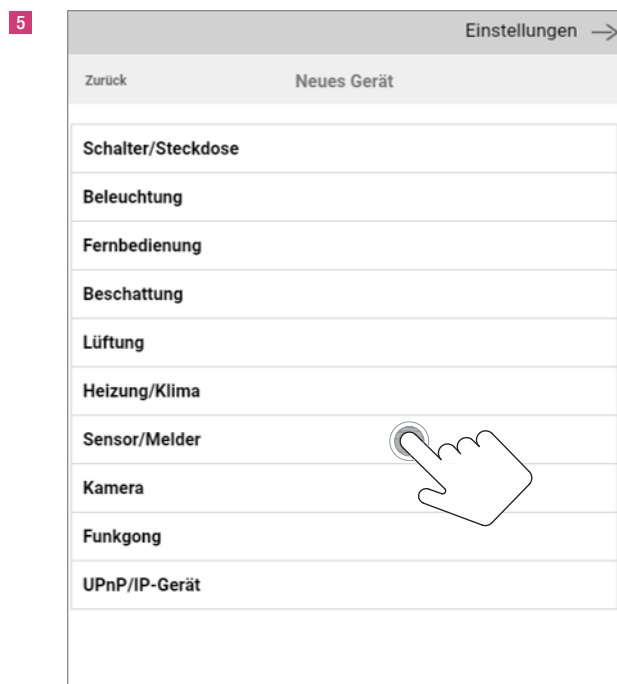 5
Einstellungen
Zurück Neues Gerät
Schalter/Steckdose
Beleuchtung
Fernbedienung
Beschattung
Lüftung
Heizung/Klima
Sensor/Melder
Kamera
Funkgong
UPnP/IP-Gerät